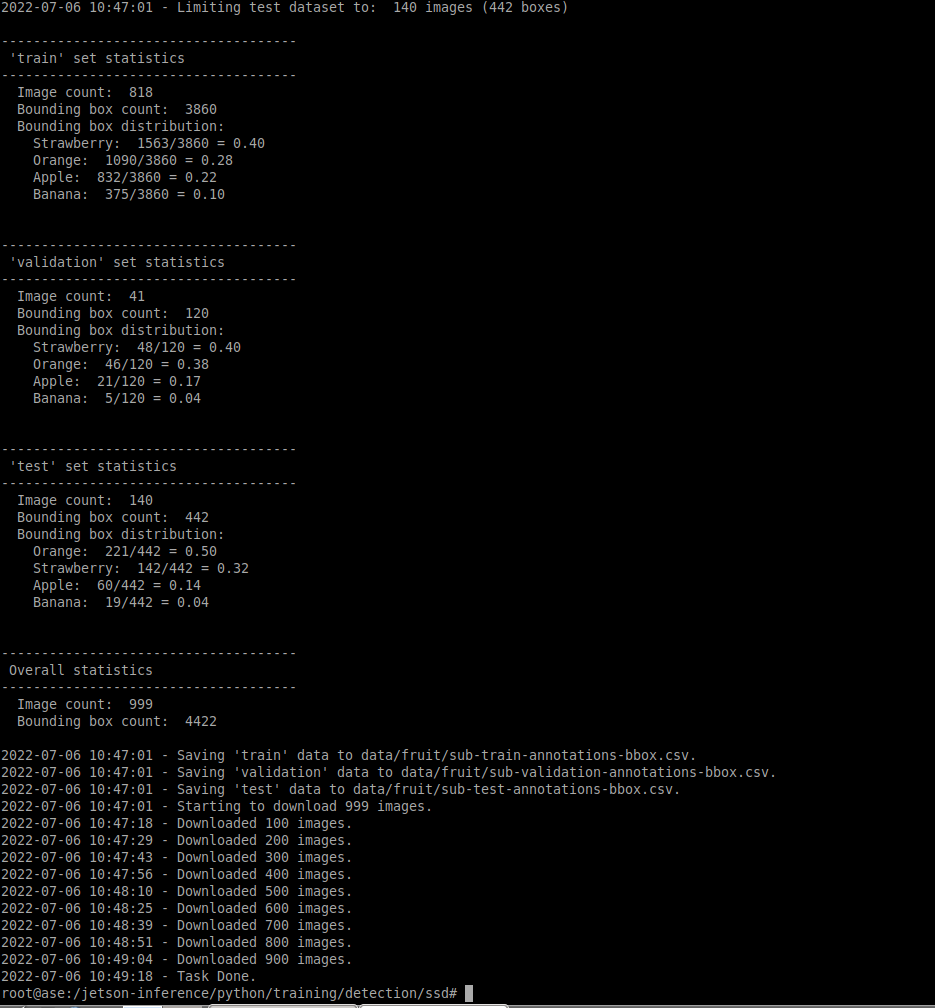 2022-07-06 10:47:01 - Limiting test dataset to:  140 images (442 boxes)
-------------------------------------
 'train' set statistics
-------------------------------------
  Image count:  818
  Bounding box count:  3860
  Bounding box distribution:
    Strawberry:  1563/3860 = 0.40
    Orange:  1090/3860 = 0.28
    Apple:  832/3860 = 0.22
    Banana:  375/3860 = 0.10
-------------------------------------
 'validation' set statistics
-------------------------------------
  Image count:  41
  Bounding box count:  120
  Bounding box distribution:
    Strawberry:  48/120 = 0.40
    Orange:  46/120 = 0.38
    Apple:  21/120 = 0.17
    Banana:  5/120 = 0.04
-------------------------------------
 'test' set statistics
-------------------------------------
  Image count:  140
  Bounding box count:  442
  Bounding box distribution:
    Orange:  221/442 = 0.50
    Strawberry:  142/442 = 0.32
    Apple:  60/442 = 0.14
    Banana:  19/442 = 0.04
-------------------------------------
 Overall statistics
-------------------------------------
  Image count:  999
  Bounding box count:  4422
2022-07-06 10:47:01 - Saving 'train' data to data/fruit/sub-train-annotations-bbox.csv.
2022-07-06 10:47:01 - Saving 'validation' data to data/fruit/sub-validation-annotations-bbox.csv.
2022-07-06 10:47:01 - Saving 'test' data to data/fruit/sub-test-annotations-bbox.csv.
2022-07-06 10:47:01 - Starting to download 999 images.
2022-07-06 10:47:18 - Downloaded 100 images.
2022-07-06 10:47:29 - Downloaded 200 images.
2022-07-06 10:47:43 - Downloaded 300 images.
2022-07-06 10:47:56 - Downloaded 400 images.
2022-07-06 10:48:10 - Downloaded 500 images.
2022-07-06 10:48:25 - Downloaded 600 images.
2022-07-06 10:48:39 - Downloaded 700 images.
2022-07-06 10:48:51 - Downloaded 800 images.
2022-07-06 10:49:04 - Downloaded 900 images.
2022-07-06 10:49:18 - Task Done.
root@ase:/jetson-inference/python/training/detection/ssd#